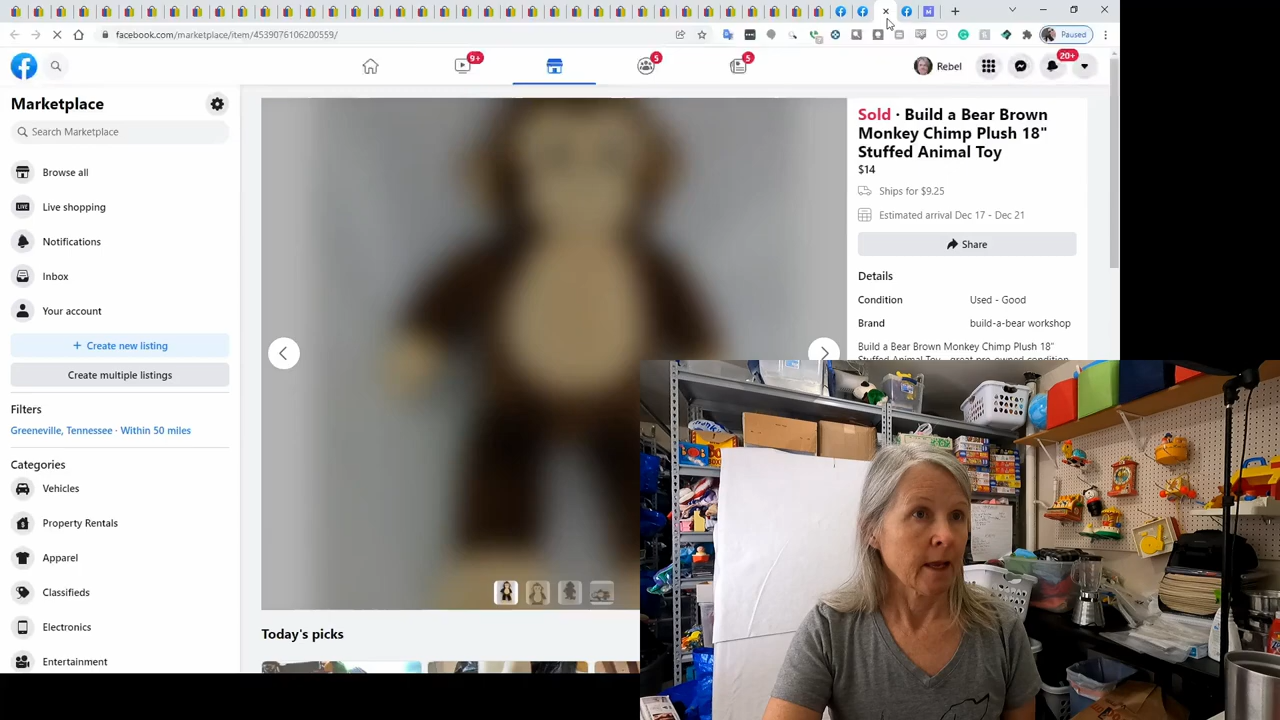 facebook.com/marketplace/item/4539076106200559/
Paused
9+
5
5
Rebel
20+
Marketplace
Search Marketplace
Browse all
Live shopping
Notifications
Inbox
Your account
+ Create new listing
Create multiple listings
Filters
Greeneville, Tennessee · Within 50 miles
Categories
Vehicles
Property Rentals
Apparel
Classifieds
Electronics
Entertainment
Sold · Build a Bear Brown
Monkey Chimp Plush 18"
Stuffed Animal Toy
$14
Ships for $9.25
Estimated arrival Dec 17 - Dec 21
Share
Details
Condition
Used - Good
Brand
build-a-bear workshop
Build a Bear Brown Monkey Chimp Plush 18"
Today's picks